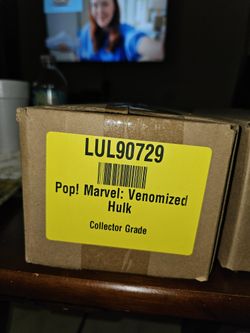 LUL90729
Pop! Marvel: Venomized
Hulk
Collector Grade